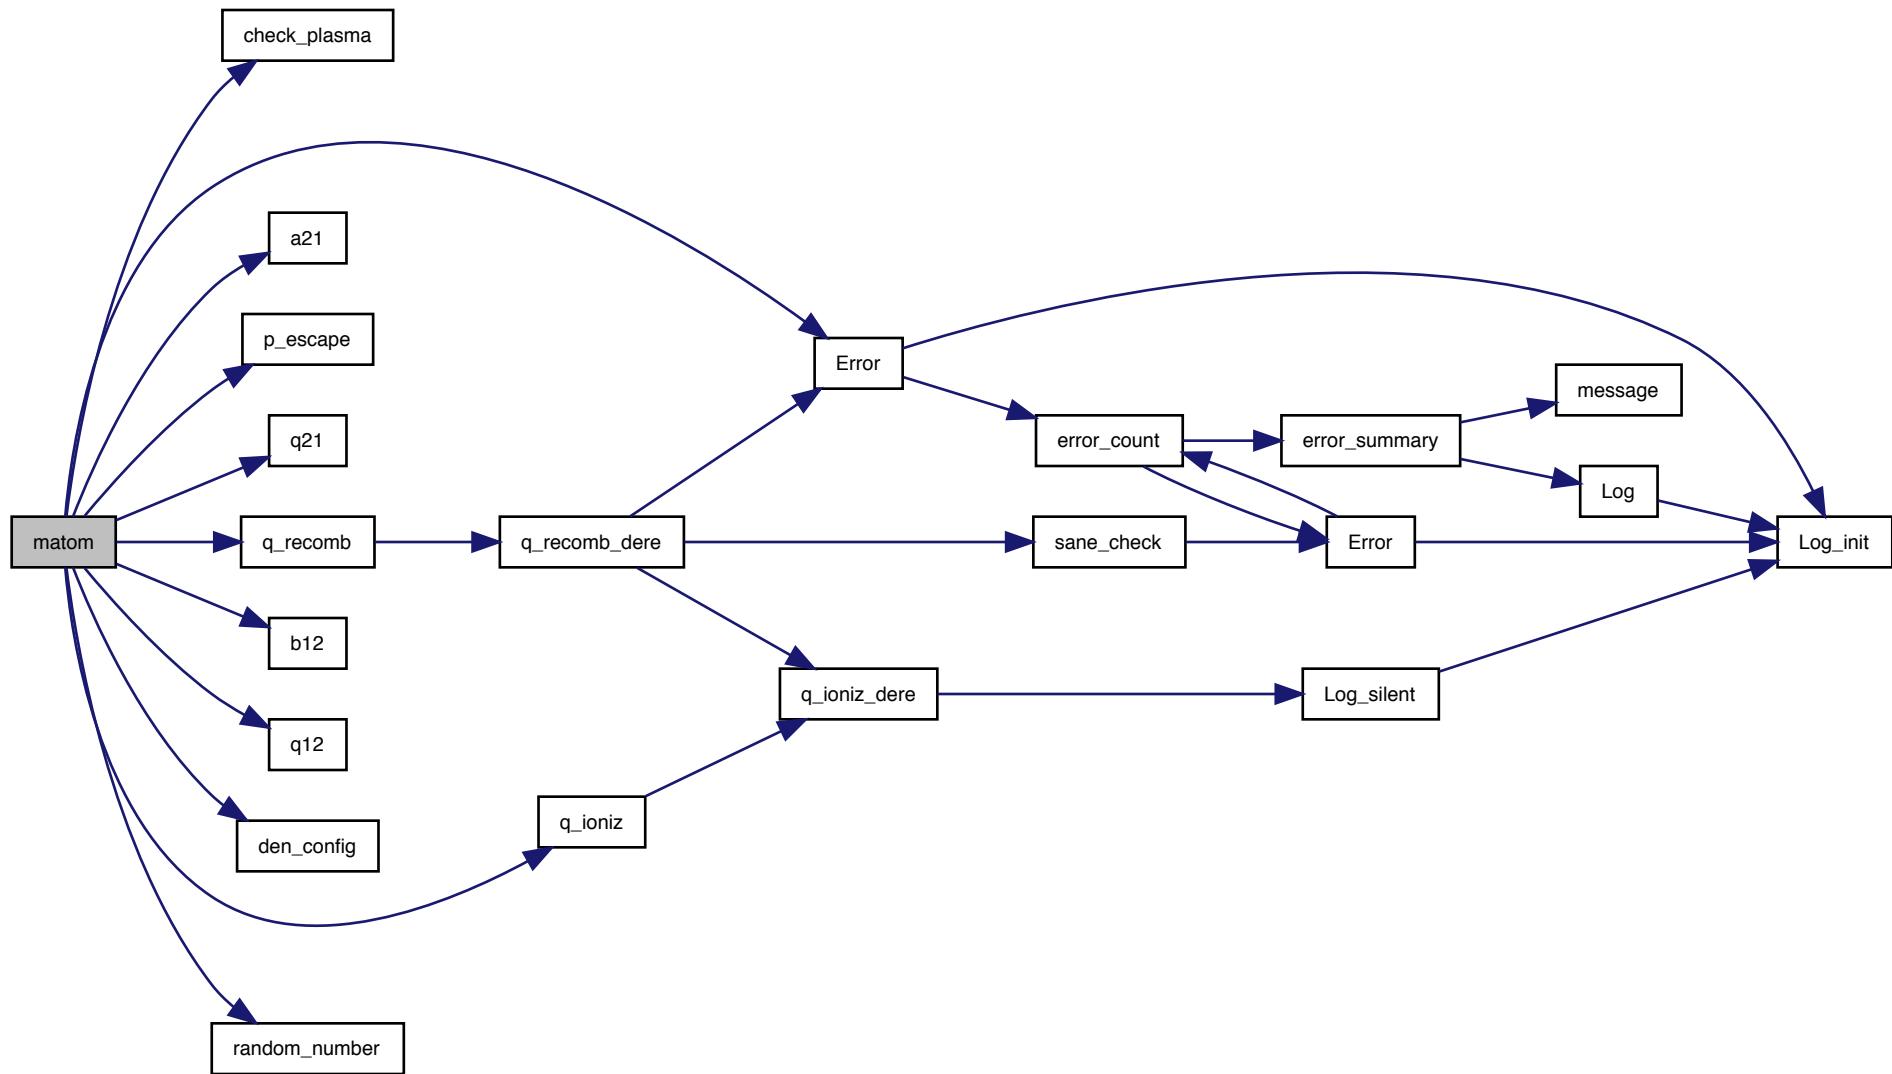 check_plasma
a21
p_escape
Error
message
q21
error_count
error_summary
Log
matom
q_recomb
q_recomb_dere
sane_check
Error
Log_init
b12
q_ioniz_dere
Log_silent
q12
q_ioniz
den_config
random_number